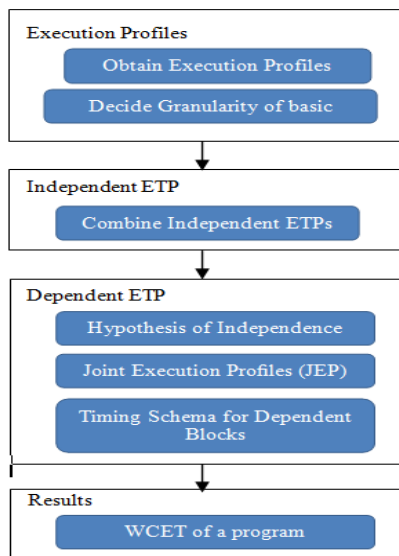 Execution Profiles
Obtain Execution Profiles
Decide Granularity of basic
Independent ETP
Combine Independent ETPs
Dependent ETP
Hypothesis of Independence
Joint Execution Profiles (JEP)
Timing Schema for Dependent
Blocks
Results
WCET of a program